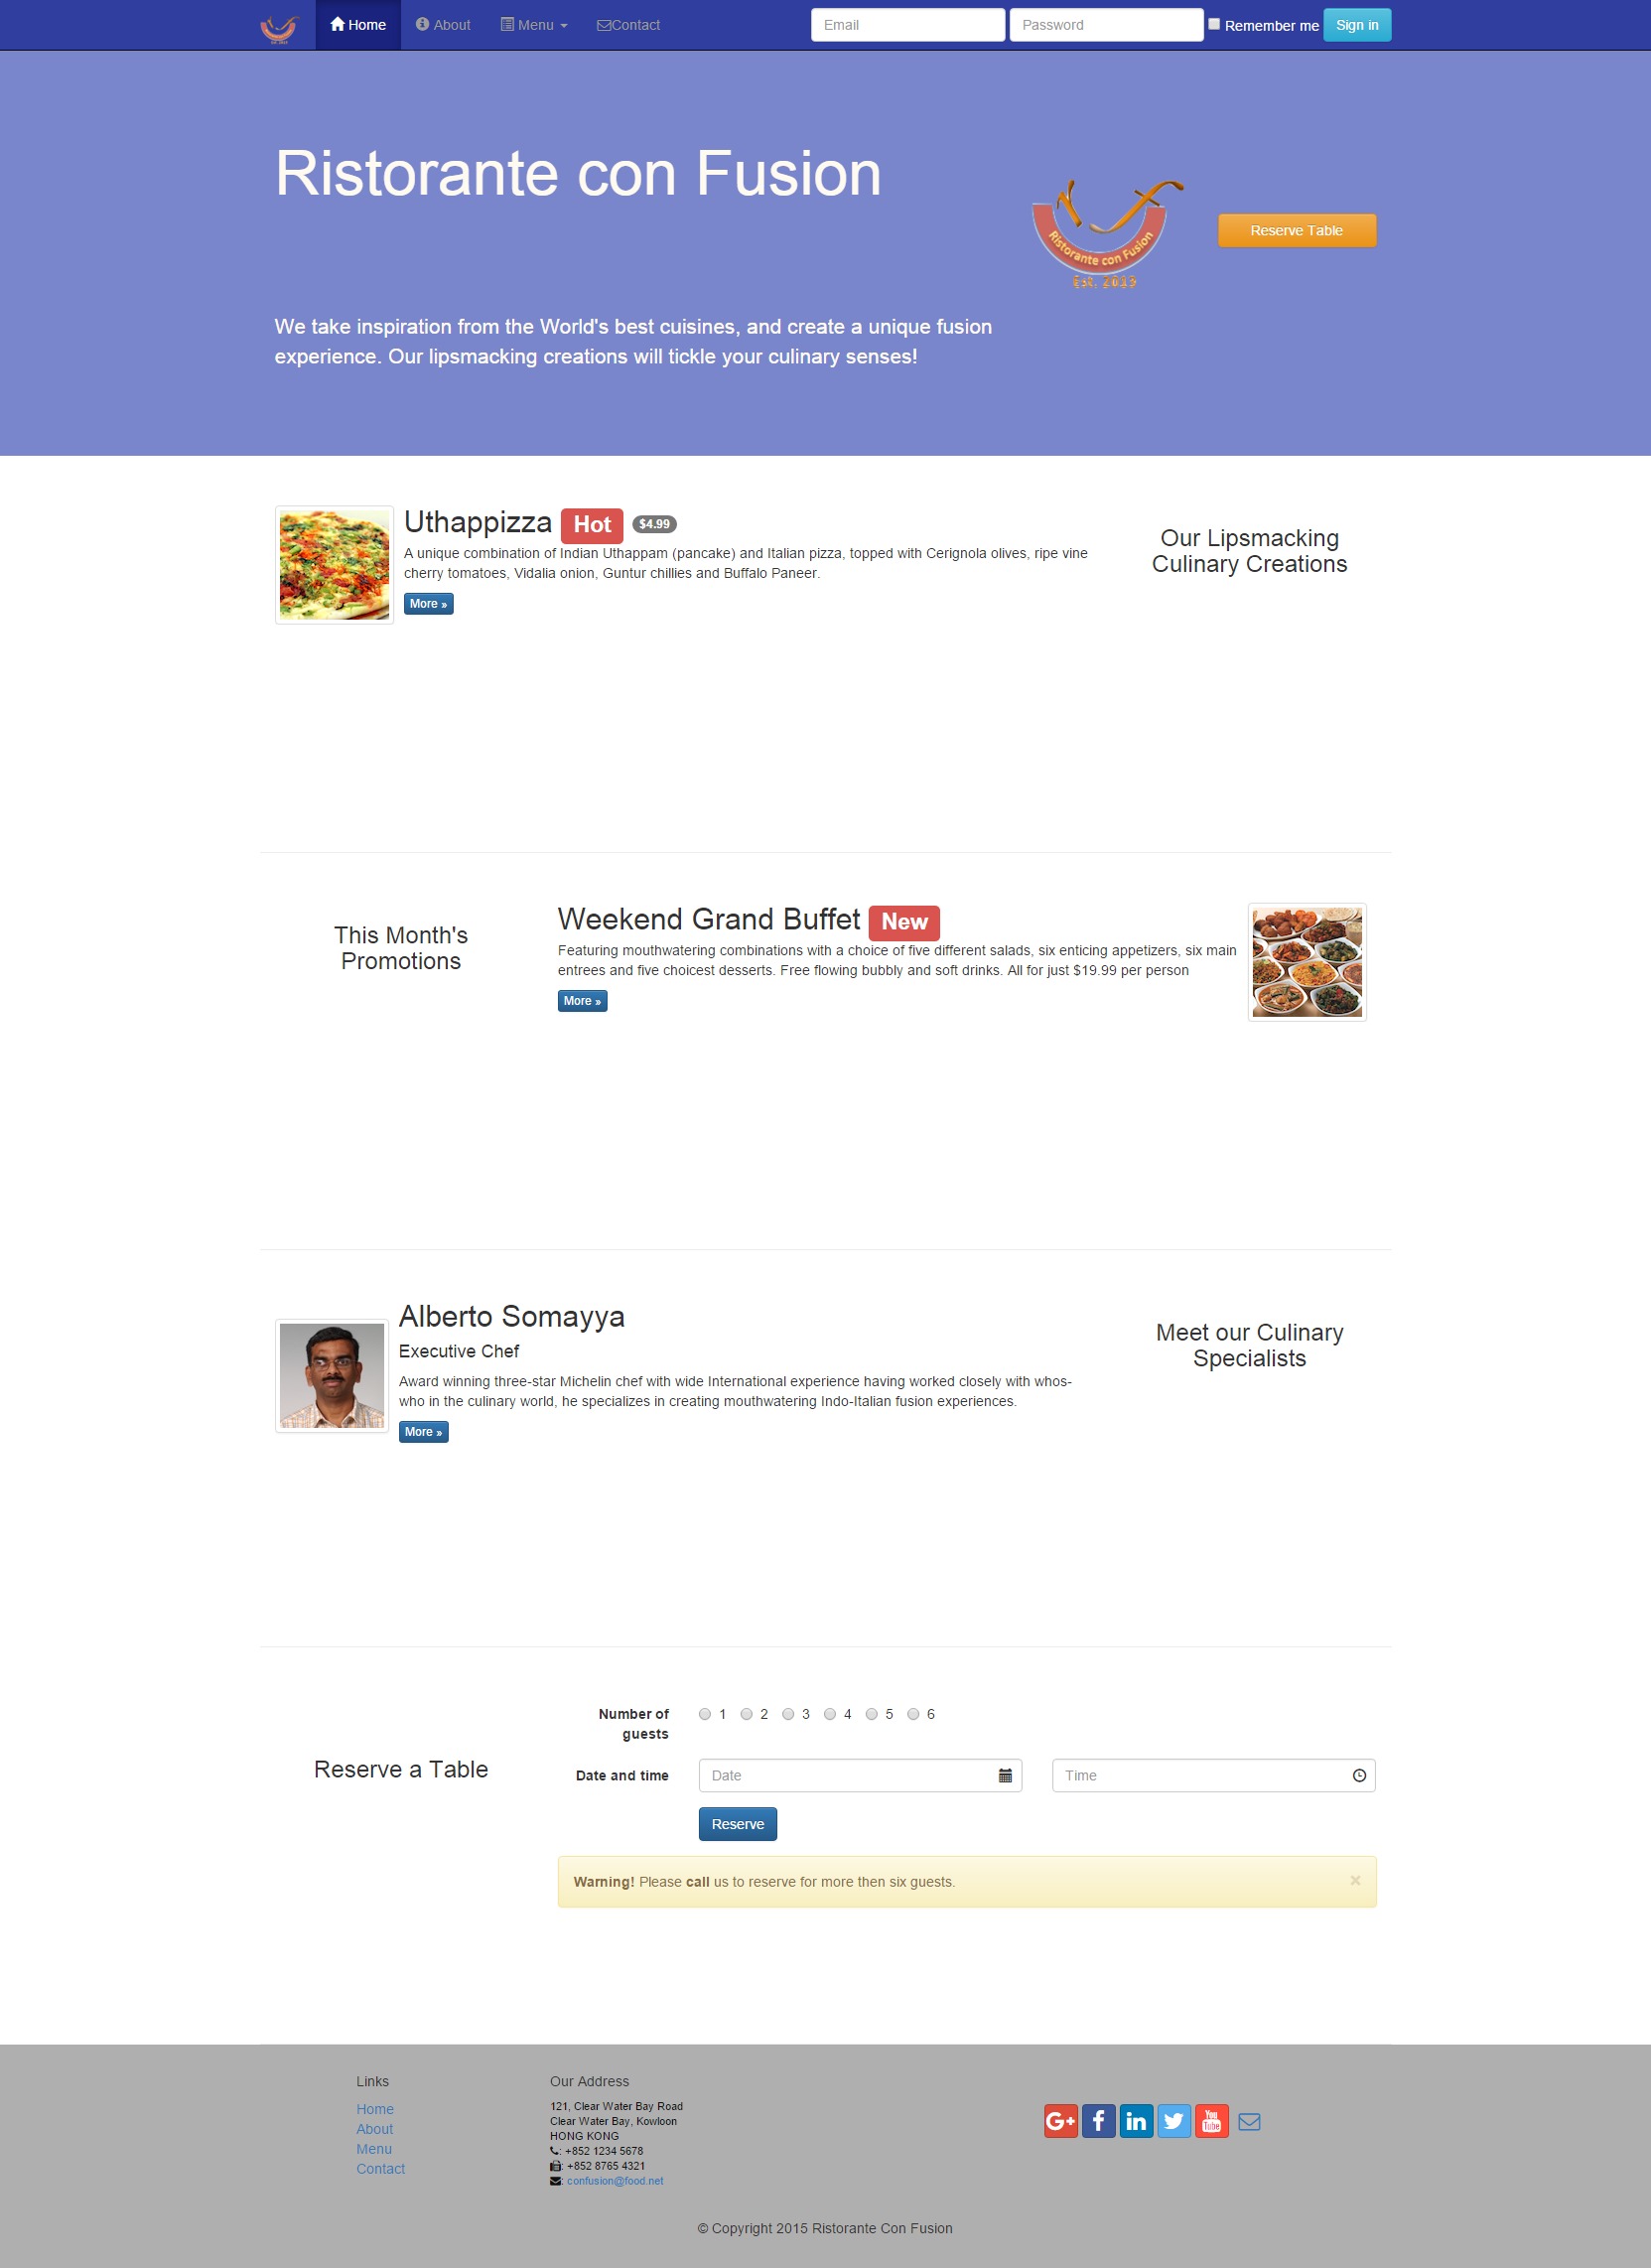 Home About Menu Contact Email Password Remember me Sign in
Ristorante con Fusion
Ristorante con Fusion
Est. 2013
Reserve Table
We take inspiration from the World's best cuisines, and create a unique fusion
experience. Our lipsmacking creations will tickle your culinary senses!
Uthappizza Hot $4.99
A unique combination of Indian Uthappam (pancake) and Italian pizza, topped with Cerignola olives, ripe vine
cherry tomatoes, Vidalia onion, Guntur chillies and Buffalo Paneer.
More »
Our Lipsmacking
Culinary Creations
This Month's
Promotions
Weekend Grand Buffet New
Featuring mouthwatering combinations with a choice of five different salads, six enticing appetizers, six main
entrees and five choicest desserts. Free flowing bubbly and soft drinks. All for just $19.99 per person
More »
Alberto Somayya
Executive Chef
Award winning three-star Michelin chef with wide International experience having worked closely with whos-
who in the culinary world, he specializes in creating mouthwatering Indo-Italian fusion experiences.
More »
Meet our Culinary
Specialists
Reserve a Table
Number of
guests
1 2 3 4 5 6
Date and time Date Time
Reserve
Warning! Please call us to reserve for more then six guests. ×
Links
Home
About
Menu
Contact
Our Address
121, Clear Water Bay Road
Clear Water Bay, Kowloon
HONG KONG
: +852 1234 5678
: +852 8765 4321
: confusion@food.net
G+ f in You Tube
© Copyright 2015 Ristorante Con Fusion